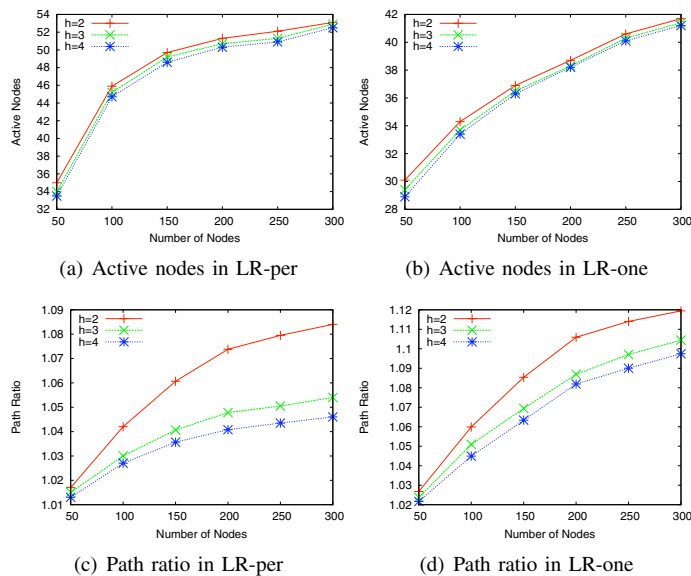 54
52
50
48
46
44
42
40
38
36
34
32
Active Nodes
h=2
h=3
h=4
50 100 150 200 250 300
Number of Nodes
(a) Active nodes in LR-per
42
40
38
36
34
32
30
28
Active Nodes
h=2
h=3
h=4
50 100 150 200 250 300
Number of Nodes
(b) Active nodes in LR-one
1.09
1.08
1.07
1.06
1.05
1.04
1.03
1.02
1.01
Path Ratio
h=2
h=3
h=4
50 100 150 200 250 300
Number of Nodes
(c) Path ratio in LR-per
1.12
1.11
1.1
1.09
1.08
1.07
1.06
1.05
1.04
1.03
1.02
Path Ratio
h=2
h=3
h=4
50 100 150 200 250 300
Number of Nodes
(d) Path ratio in LR-one